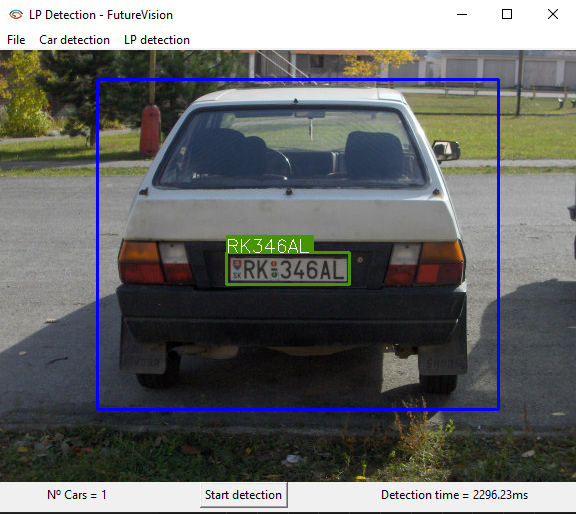 LP Detection - FutureVision
File Car detection LP detection
RK346AL
SK RK 346AL
Nº Cars = 1 Start detection Detection time = 2296.23ms